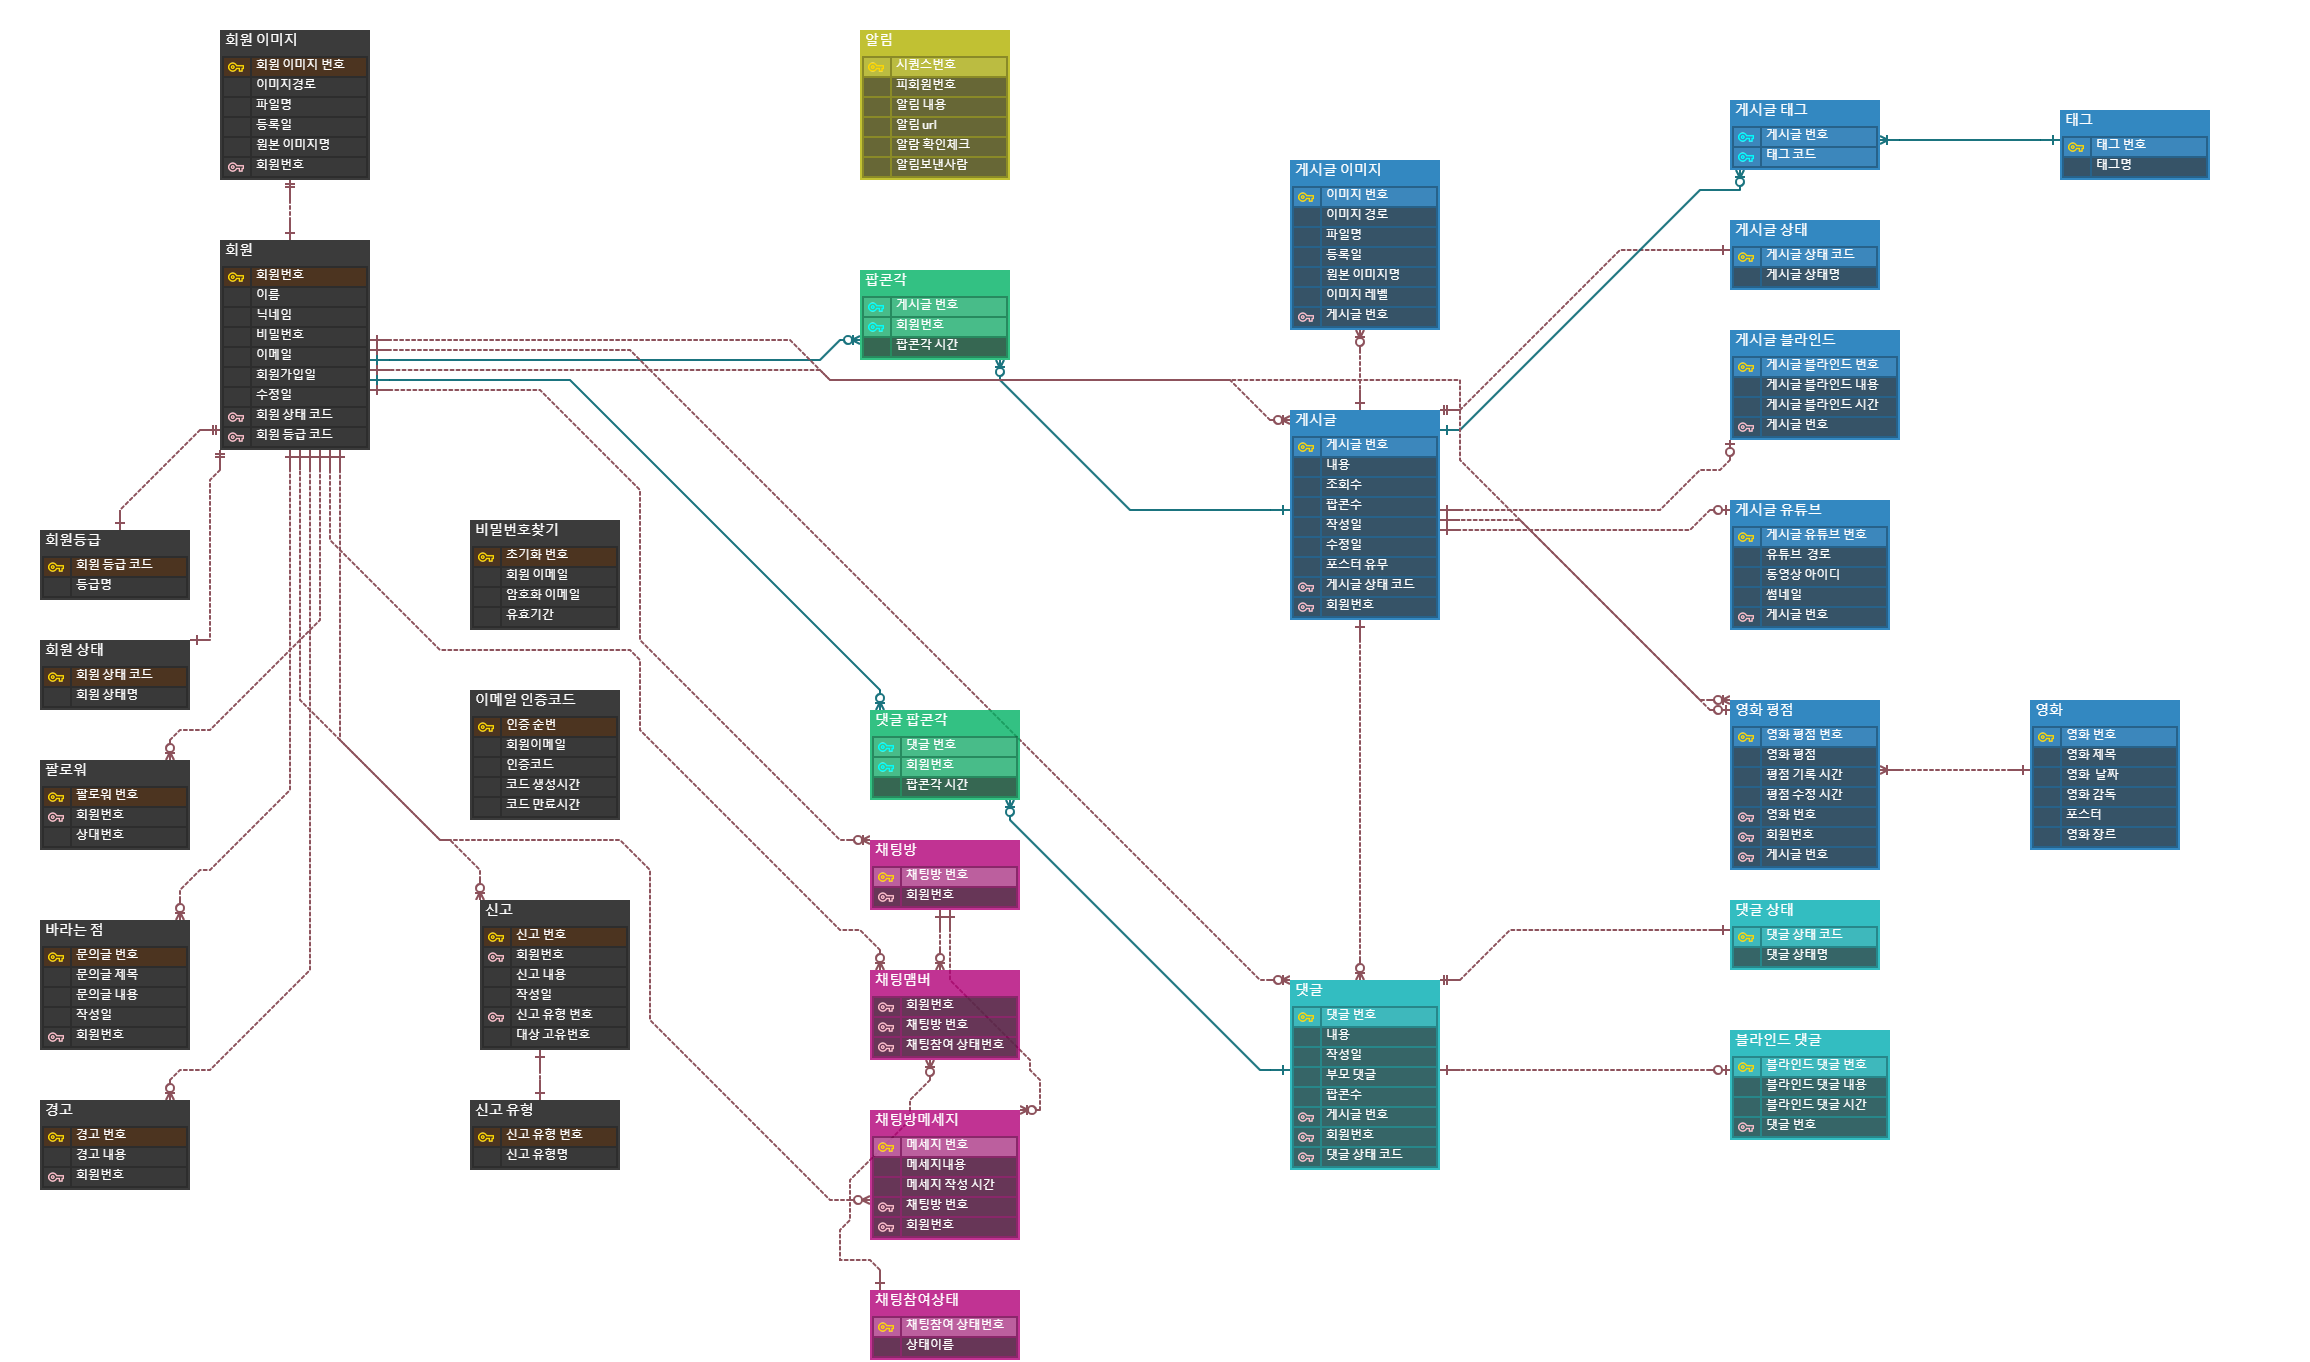 회원 이미지
회원 이미지 번호
이미지경로
파일명
등록일
원본 이미지명
회원번호
회원
회원번호
이름
닉네임
비밀번호
이메일
회원가입일
수정일
회원 상태 코드
회원 등급 코드
회원등급
회원 등급 코드
등급명
회원 상태
회원 상태 코드
회원 상태명
팔로워
팔로워 번호
회원번호
상대번호
바라는 점
문의글 번호
문의글 제목
문의글 내용
작성일
회원번호
경고
경고 번호
경고 내용
회원번호
비밀번호찾기
초기화 번호
회원 이메일
암호화 이메일
유효기간
이메일 인증코드
인증 순번
회원이메일
인증코드
코드 생성시간
코드 만료시간
신고
신고 번호
회원번호
신고 내용
작성일
신고 유형 번호
대상 고유번호
신고 유형
신고 유형 번호
신고 유형명
알림
시퀀스번호
피회원번호
알림 내용
알림 url
알람 확인체크
알림보낸사람
팝콘각
게시글 번호
회원번호
팝콘각 시간
댓글 팝콘각
댓글 번호
회원번호
팝콘각 시간
채팅방
채팅방 번호
회원번호
채팅맴버
회원번호
채팅방 번호
채팅참여 상태번호
채팅방메세지
메세지 번호
메세지내용
메세지 작성 시간
채팅방 번호
회원번호
채팅참여상태
채팅참여 상태번호
상태이름
게시글 이미지
이미지 번호
이미지 경로
파일명
등록일
원본 이미지명
이미지 레벨
게시글 번호
게시글
게시글 번호
내용
조회수
팝콘수
작성일
수정일
포스터 유무
게시글 상태 코드
회원번호
댓글
댓글 번호
내용
작성일
부모 댓글
팝콘수
게시글 번호
회원번호
댓글 상태 코드
게시글 태그
게시글 번호
태그 코드
태그
태그 번호
태그명
게시글 상태
게시글 상태 코드
게시글 상태명
게시글 블라인드
게시글 블라인드 번호
게시글 블라인드 내용
게시글 블라인드 시간
게시글 번호
게시글 유튜브
게시글 유튜브 번호
유튜브 경로
동영상 아이디
썸네일
게시글 번호
영화 평점
영화 평점 번호
영화 평점
평점 기록 시간
평점 수정 시간
영화 번호
회원번호
게시글 번호
영화
영화 번호
영화 제목
영화 날짜
영화 감독
포스터
영화 장르
댓글 상태
댓글 상태 코드
댓글 상태명
블라인드 댓글
블라인드 댓글 번호
블라인드 댓글 내용
블라인드 댓글 시간
댓글 번호